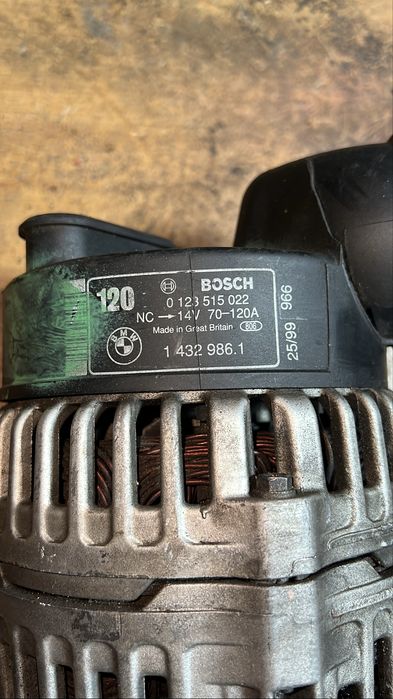 120
BOSCH
0 123 515 022
NC → 14V 70-120A
Made in Great Britain 606
BMW
1 432 986.1
25/99 966